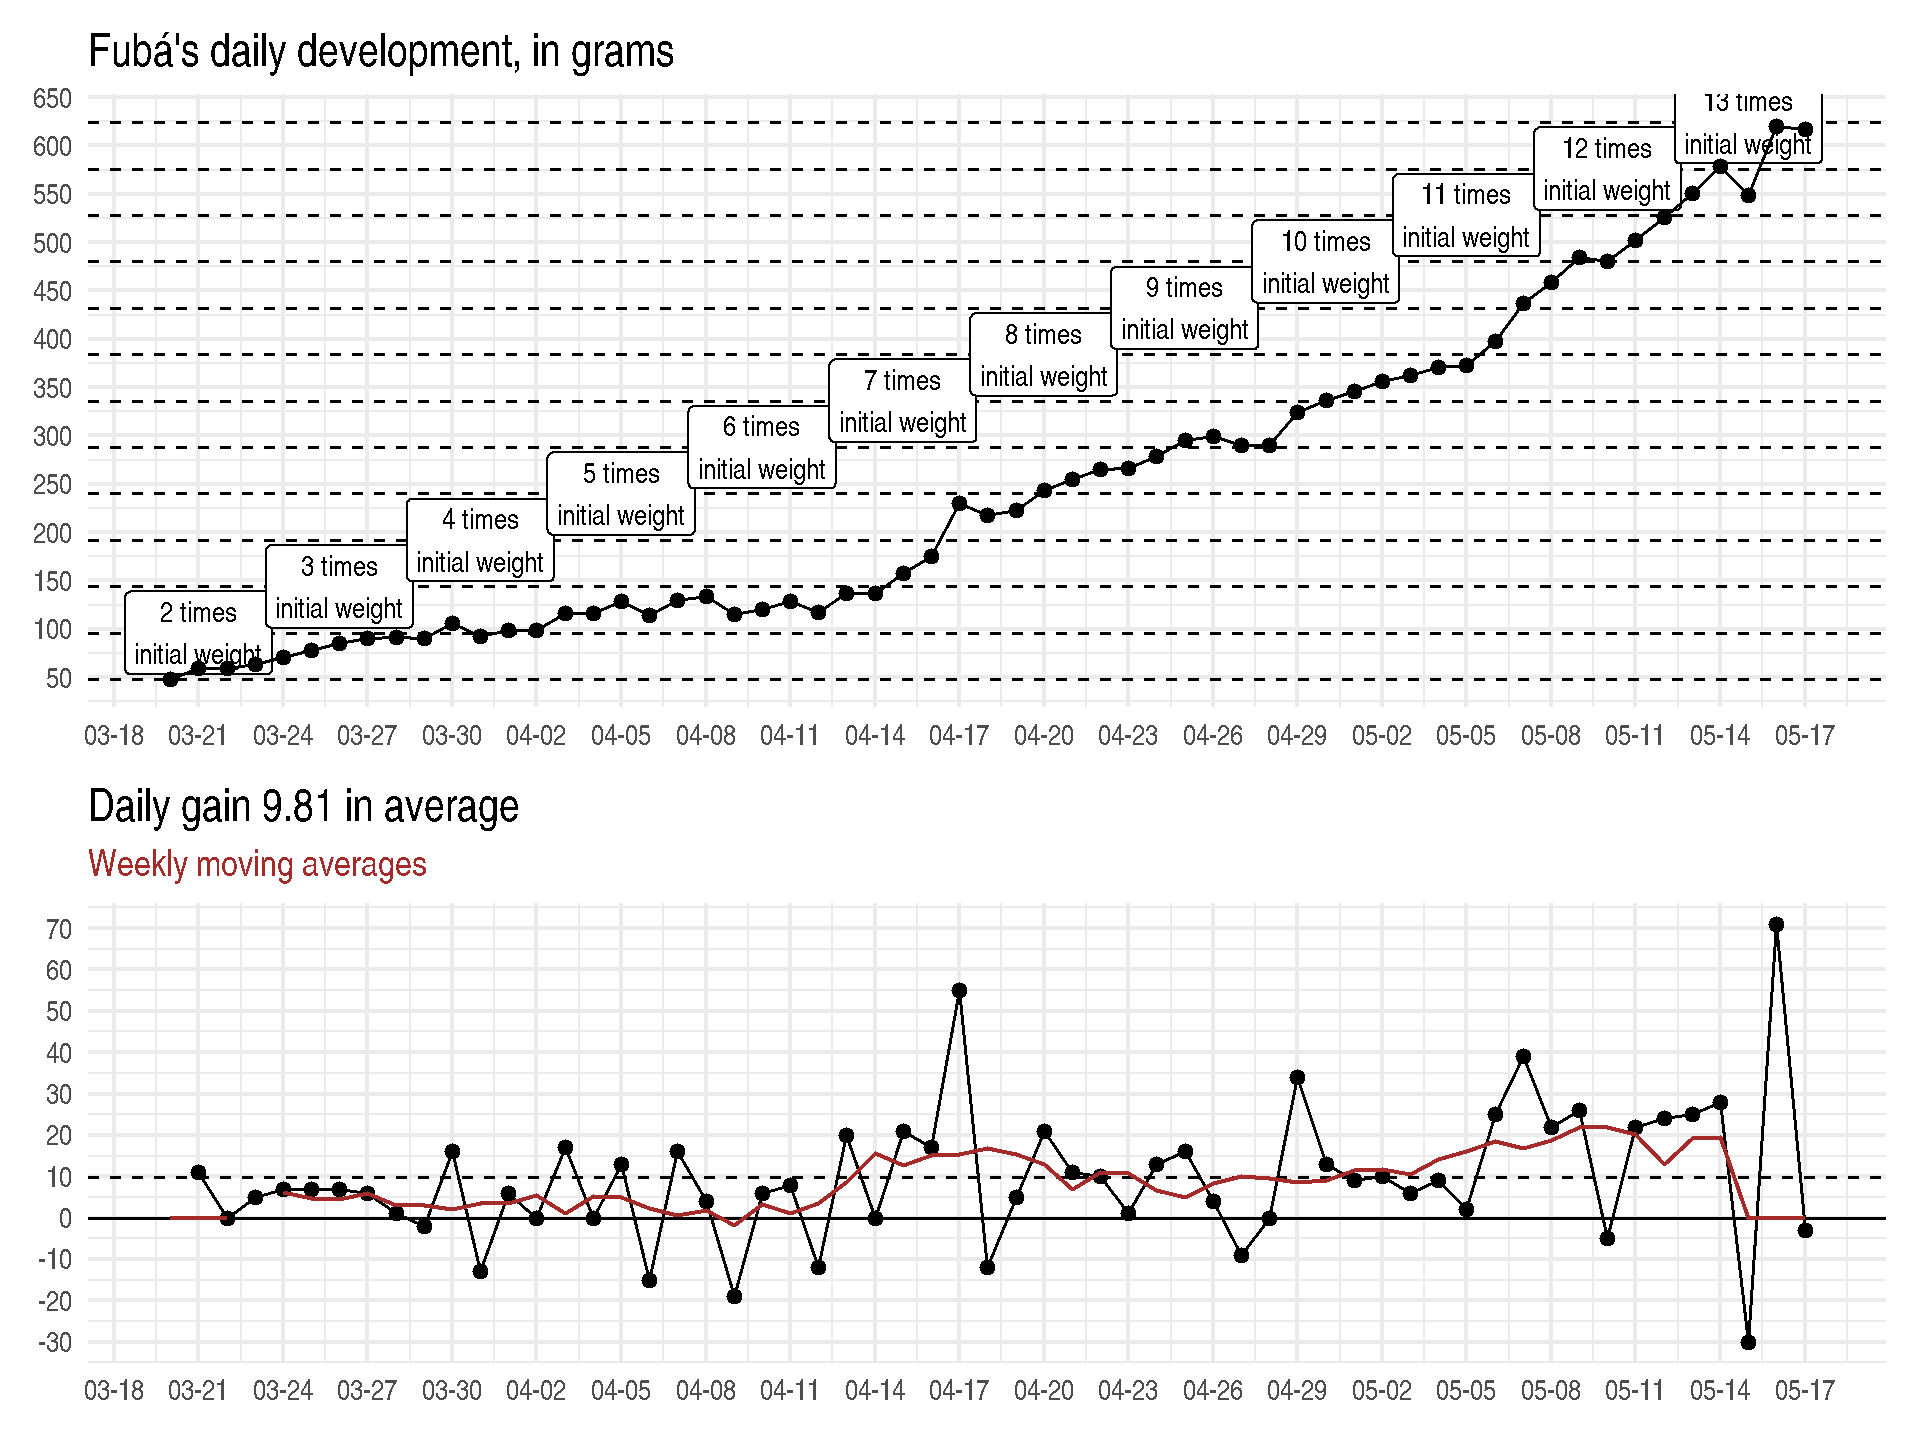 Fubá's daily development, in grams
650
600
550
500
450
400
350
300
250
200
150
100
50
13 times
initial weight
12 times
initial weight
11 times
initial weight
10 times
initial weight
9 times
initial weight
8 times
initial weight
7 times
initial weight
6 times
initial weight
5 times
initial weight
4 times
initial weight
3 times
initial weight
2 times
initial weight
03-18 03-21 03-24 03-27 03-30 04-02 04-05 04-08 04-11 04-14 04-17 04-20 04-23 04-26 04-29 05-02 05-05 05-08 05-11 05-14 05-17
Daily gain 9.81 in average
Weekly moving averages
70
60
50
40
30
20
10
0
-10
-20
-30
03-18 03-21 03-24 03-27 03-30 04-02 04-05 04-08 04-11 04-14 04-17 04-20 04-23 04-26 04-29 05-02 05-05 05-08 05-11 05-14 05-17